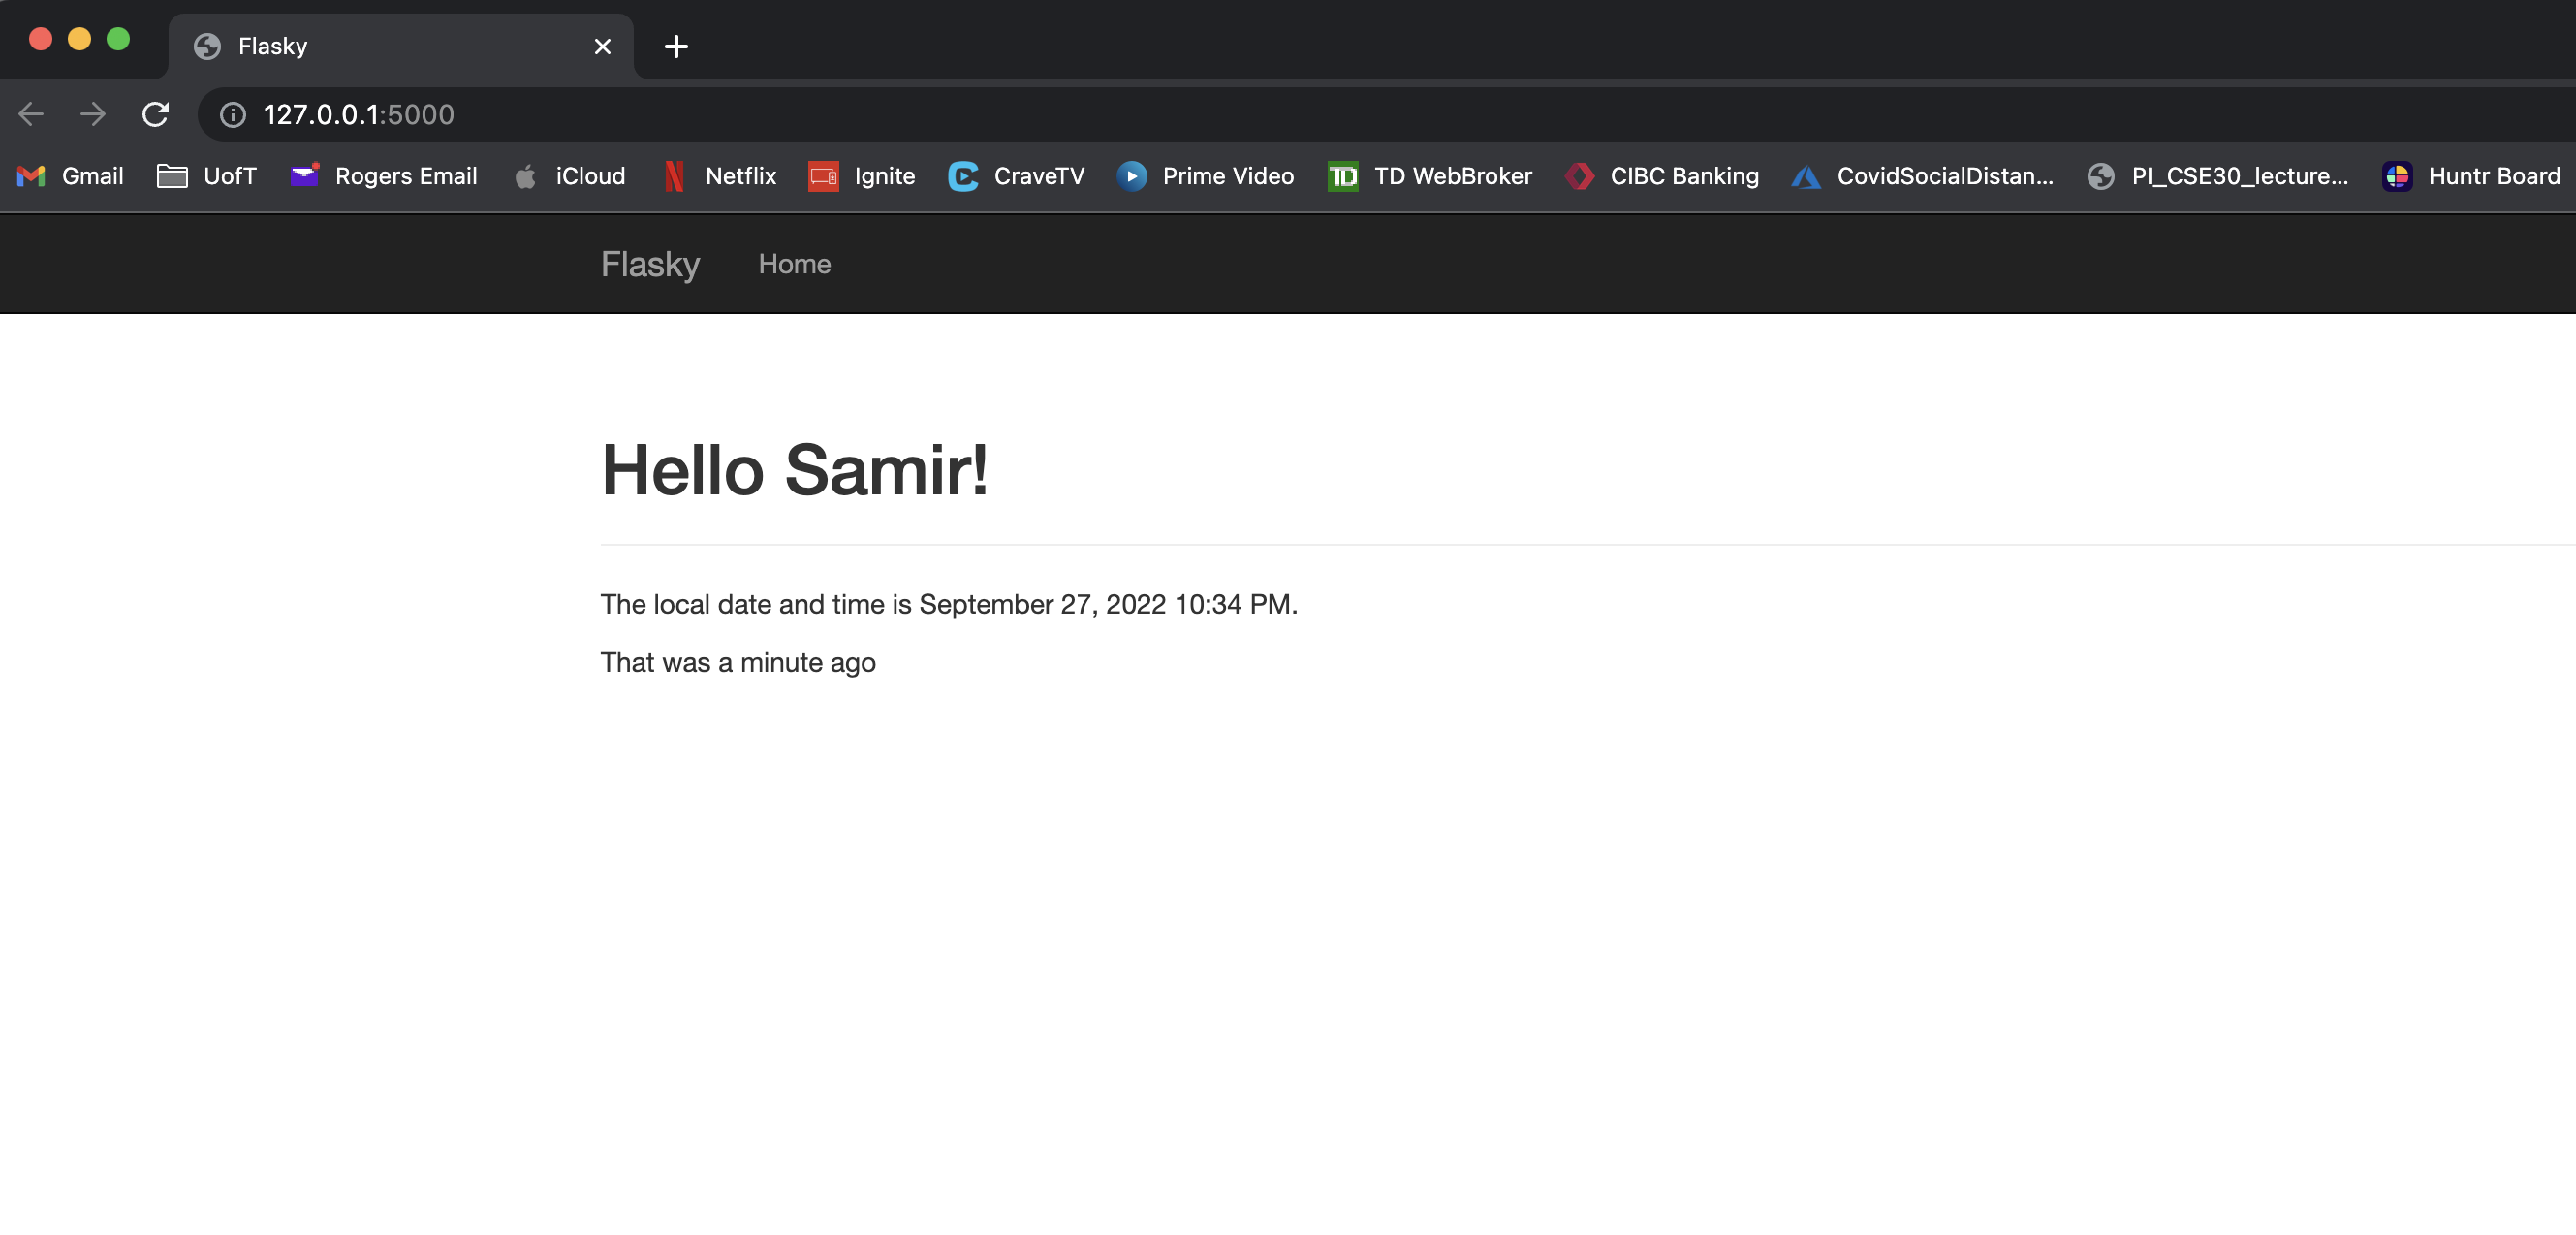 Flasky
127.0.0.1:5000
Gmail UofT Rogers Email iCloud Netflix Ignite CraveTV Prime Video TD WebBroker CIBC Banking CovidSocialDistan... PI_CSE30_lecture... Huntr Board
Flasky Home
Hello Samir!
The local date and time is September 27, 2022 10:34 PM.
That was a minute ago